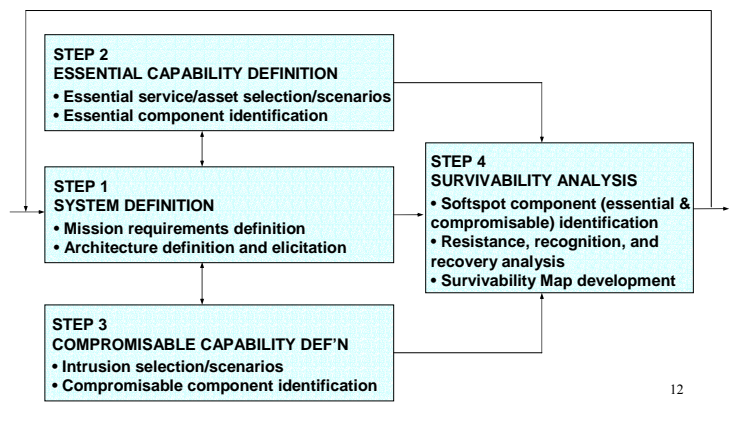 STEP 2
ESSENTIAL CAPABILITY DEFINITION
• Essential service/asset selection/scenarios
• Essential component identification
STEP 1
SYSTEM DEFINITION
• Mission requirements definition
• Architecture definition and elicitation
STEP 3
COMPROMISABLE CAPABILITY DEF'N
• Intrusion selection/scenarios
• Compromisable component identification
STEP 4
SURVIVABILITY ANALYSIS
• Softspot component (essential &
compromisable) identification
• Resistance, recognition, and
recovery analysis
• Survivability Map development
12